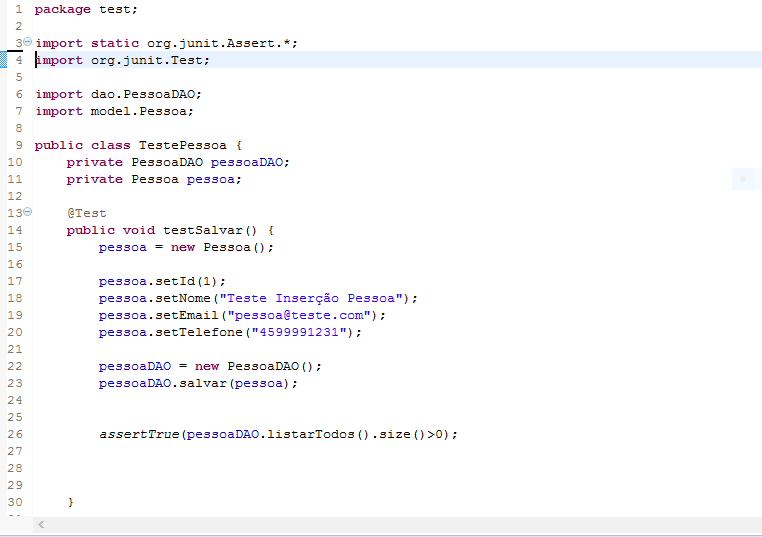 1 package test;
2
3 import static org.junit.Assert.*;
4 import org.junit.Test;
5
6 import dao.PessoaDAO;
7 import model.Pessoa;
8
9 public class TestePessoa {
10 private PessoaDAO pessoaDAO;
11 private Pessoa pessoa;
12
13 @Test
14 public void testSalvar() {
15 pessoa = new Pessoa();
16
17 pessoa.setId(1);
18 pessoa.setNome("Teste Inserção Pessoa");
19 pessoa.setEmail("pessoa@teste.com");
20 pessoa.setTelefone("4599991231");
21
22 pessoaDAO = new PessoaDAO();
23 pessoaDAO.salvar(pessoa);
24
25
26 assertTrue(pessoaDAO.listarTodos().size()>0);
27
28
29
30 }